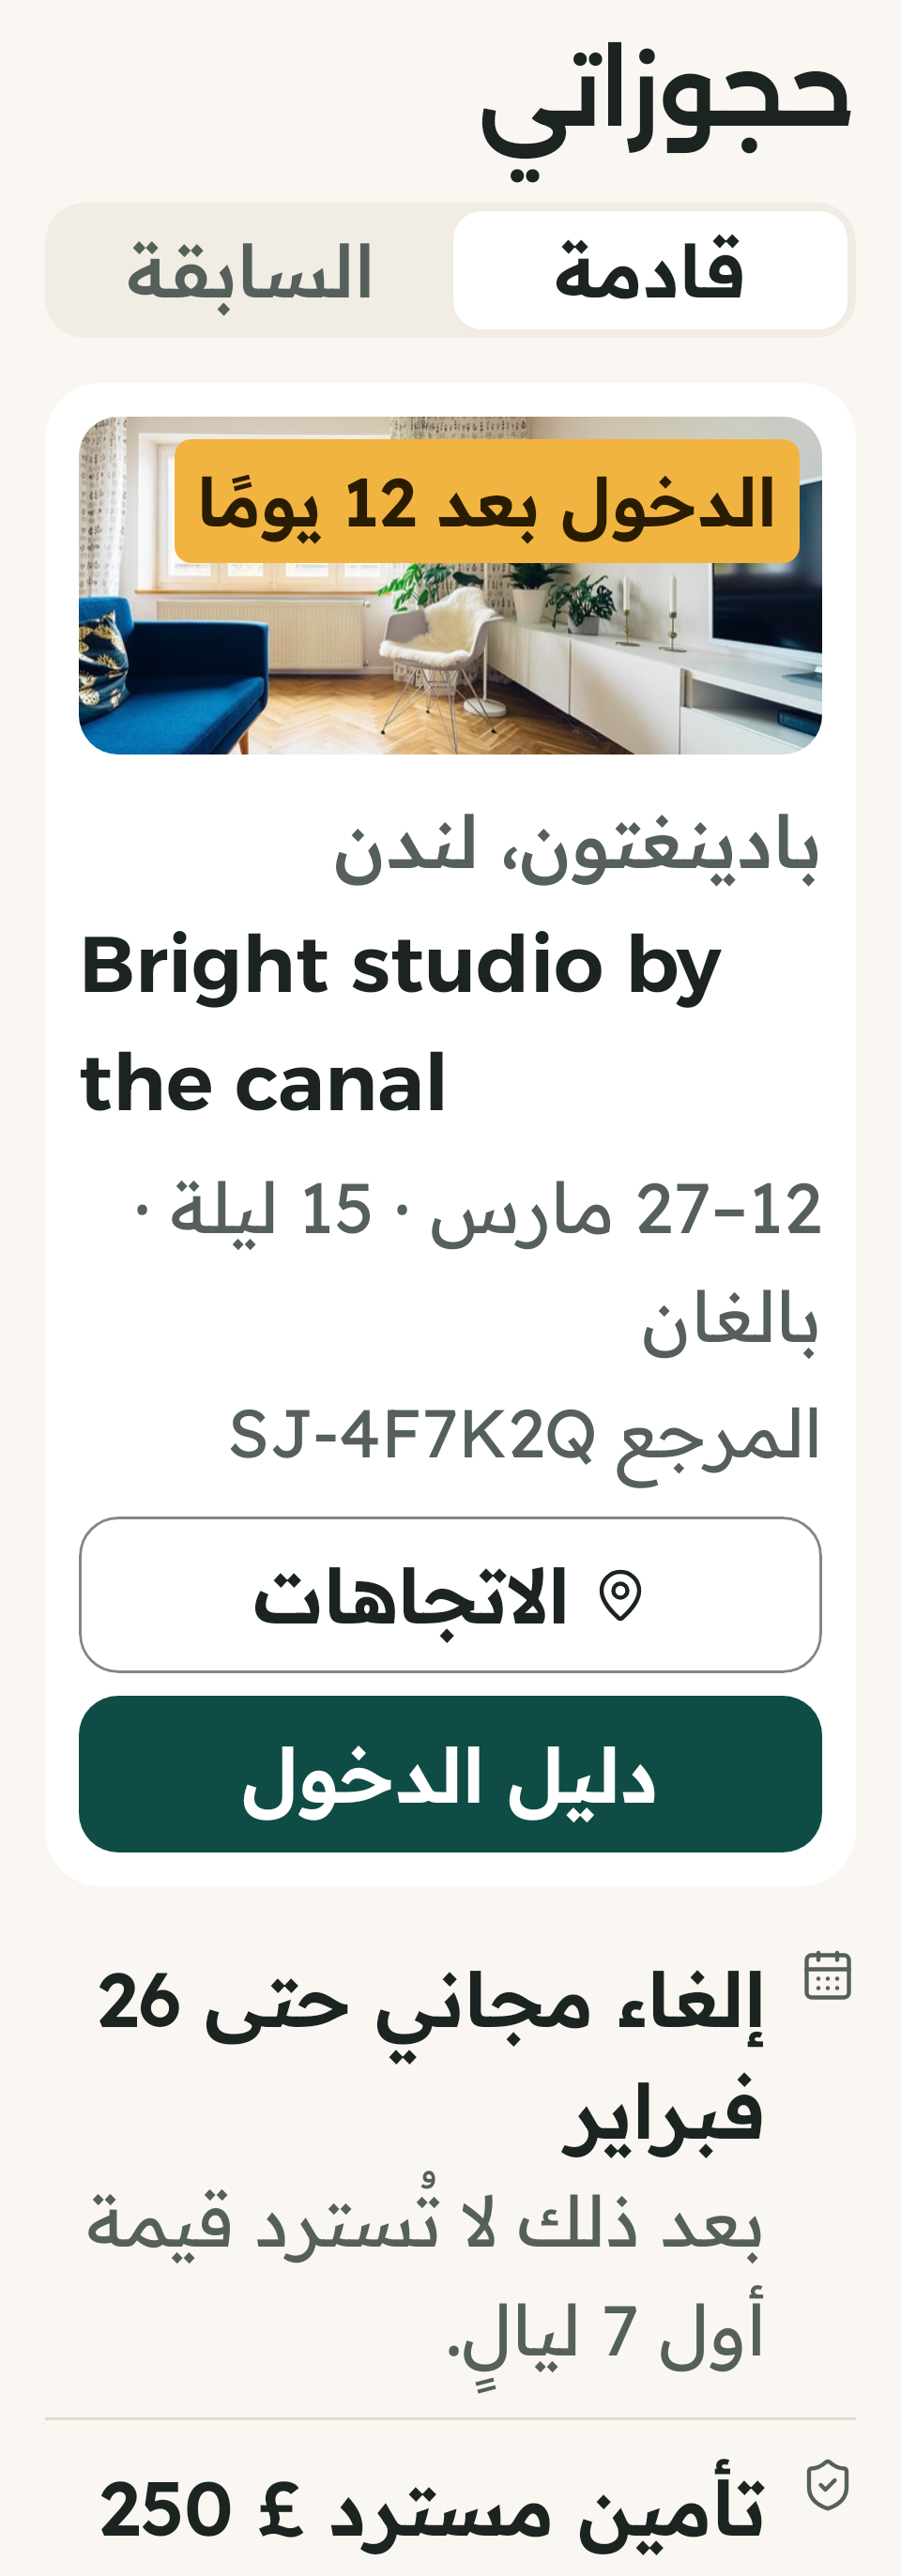 حجوزاتي
قادمة
السابقة
الدخول بعد 12 يومًا
بادينغتون، لندن
Bright studio by
the canal
12–27 مارس · 15 ليلة ·
بالغان
المرجع SJ-4F7K2Q
الاتجاهات
دليل الدخول
إلغاء مجاني حتى 26
فبراير
بعد ذلك لا تُسترد قيمة
أول 7 ليالٍ.
تأمين مسترد £ 250